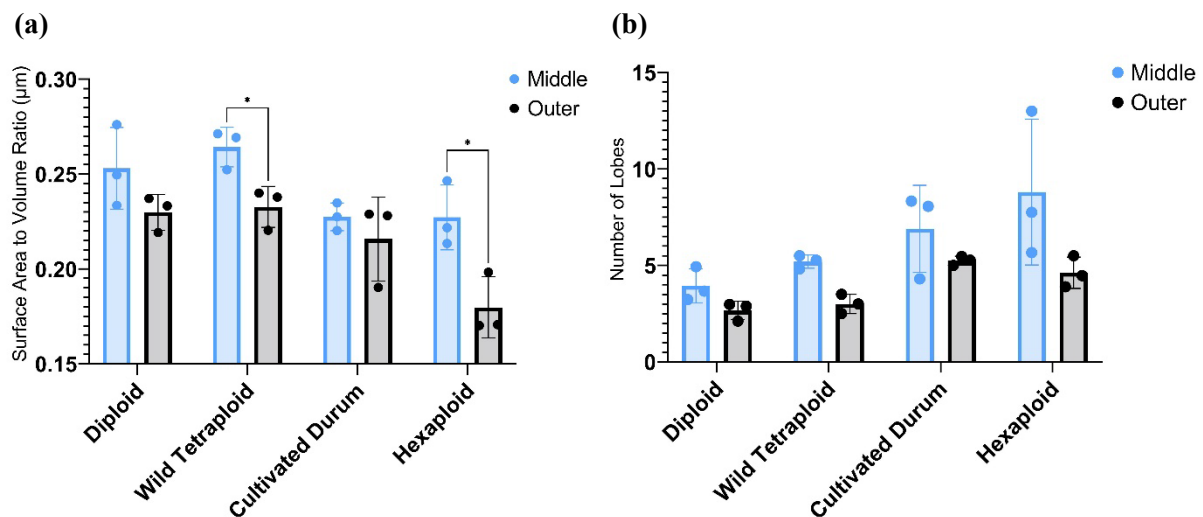 (a)
Surface Area to Volume Ratio (µm)
0.30
0.25
0.20
0.15
*
*
Middle
Outer
Diploid
Wild Tetraploid
Cultivated Durum
Hexaploid
(b)
Number of Lobes
15
10
5
0
Middle
Outer
Diploid
Wild Tetraploid
Cultivated Durum
Hexaploid